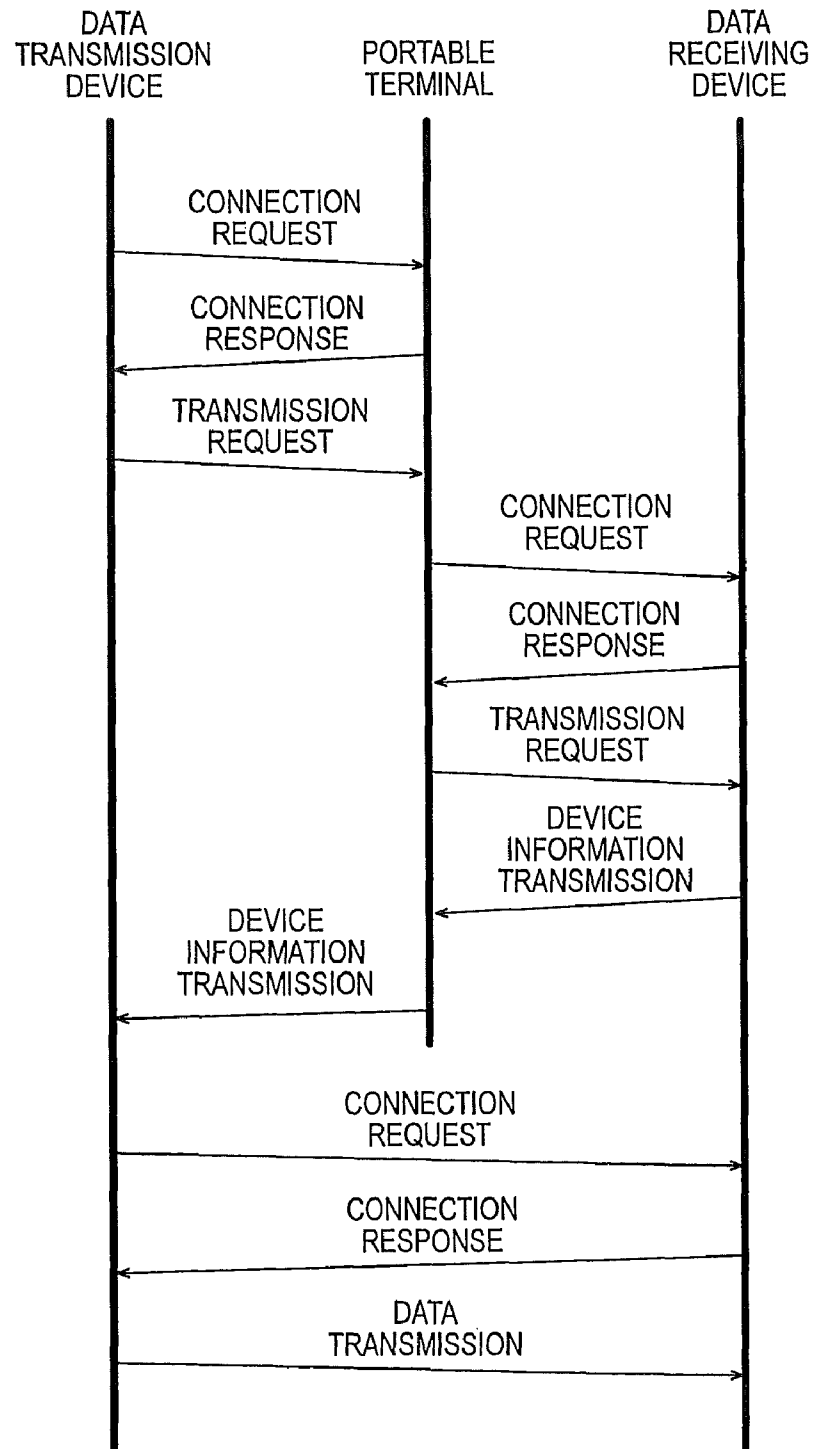 DATA
TRANSMISSION
DEVICE
PORTABLE
TERMINAL
DATA
RECEIVING
DEVICE
CONNECTION
REQUEST
CONNECTION
RESPONSE
TRANSMISSION
REQUEST
CONNECTION
REQUEST
CONNECTION
RESPONSE
TRANSMISSION
REQUEST
DEVICE
INFORMATION
TRANSMISSION
DEVICE
INFORMATION
TRANSMISSION
CONNECTION
REQUEST
CONNECTION
RESPONSE
DATA
TRANSMISSION